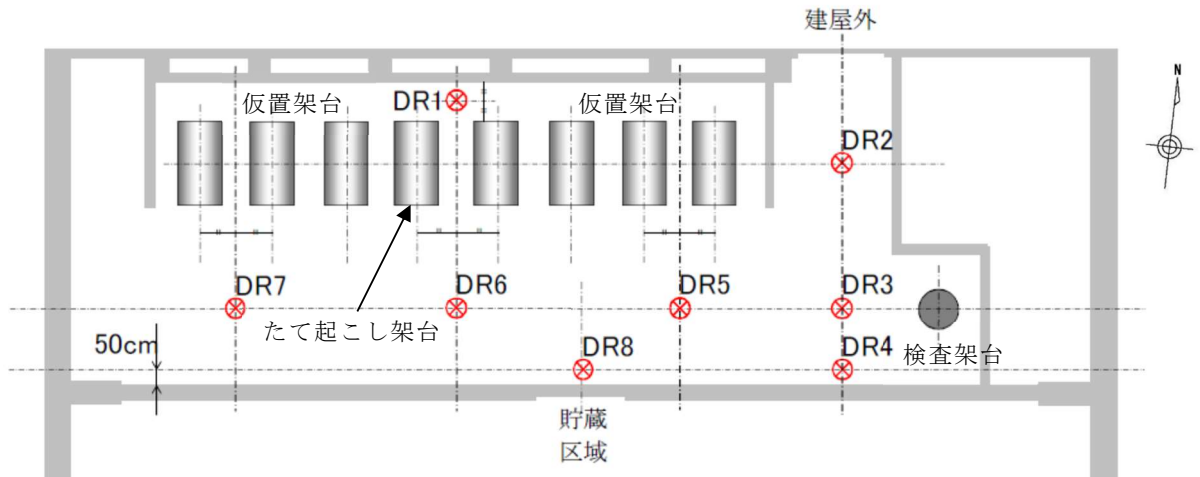 建屋外
N
仮置架台
DR1
仮置架台
DR2
DR7
DR6
DR5
DR3
たて起こし架台
50cm
DR8
DR4
検査架台
貯蔵
区域